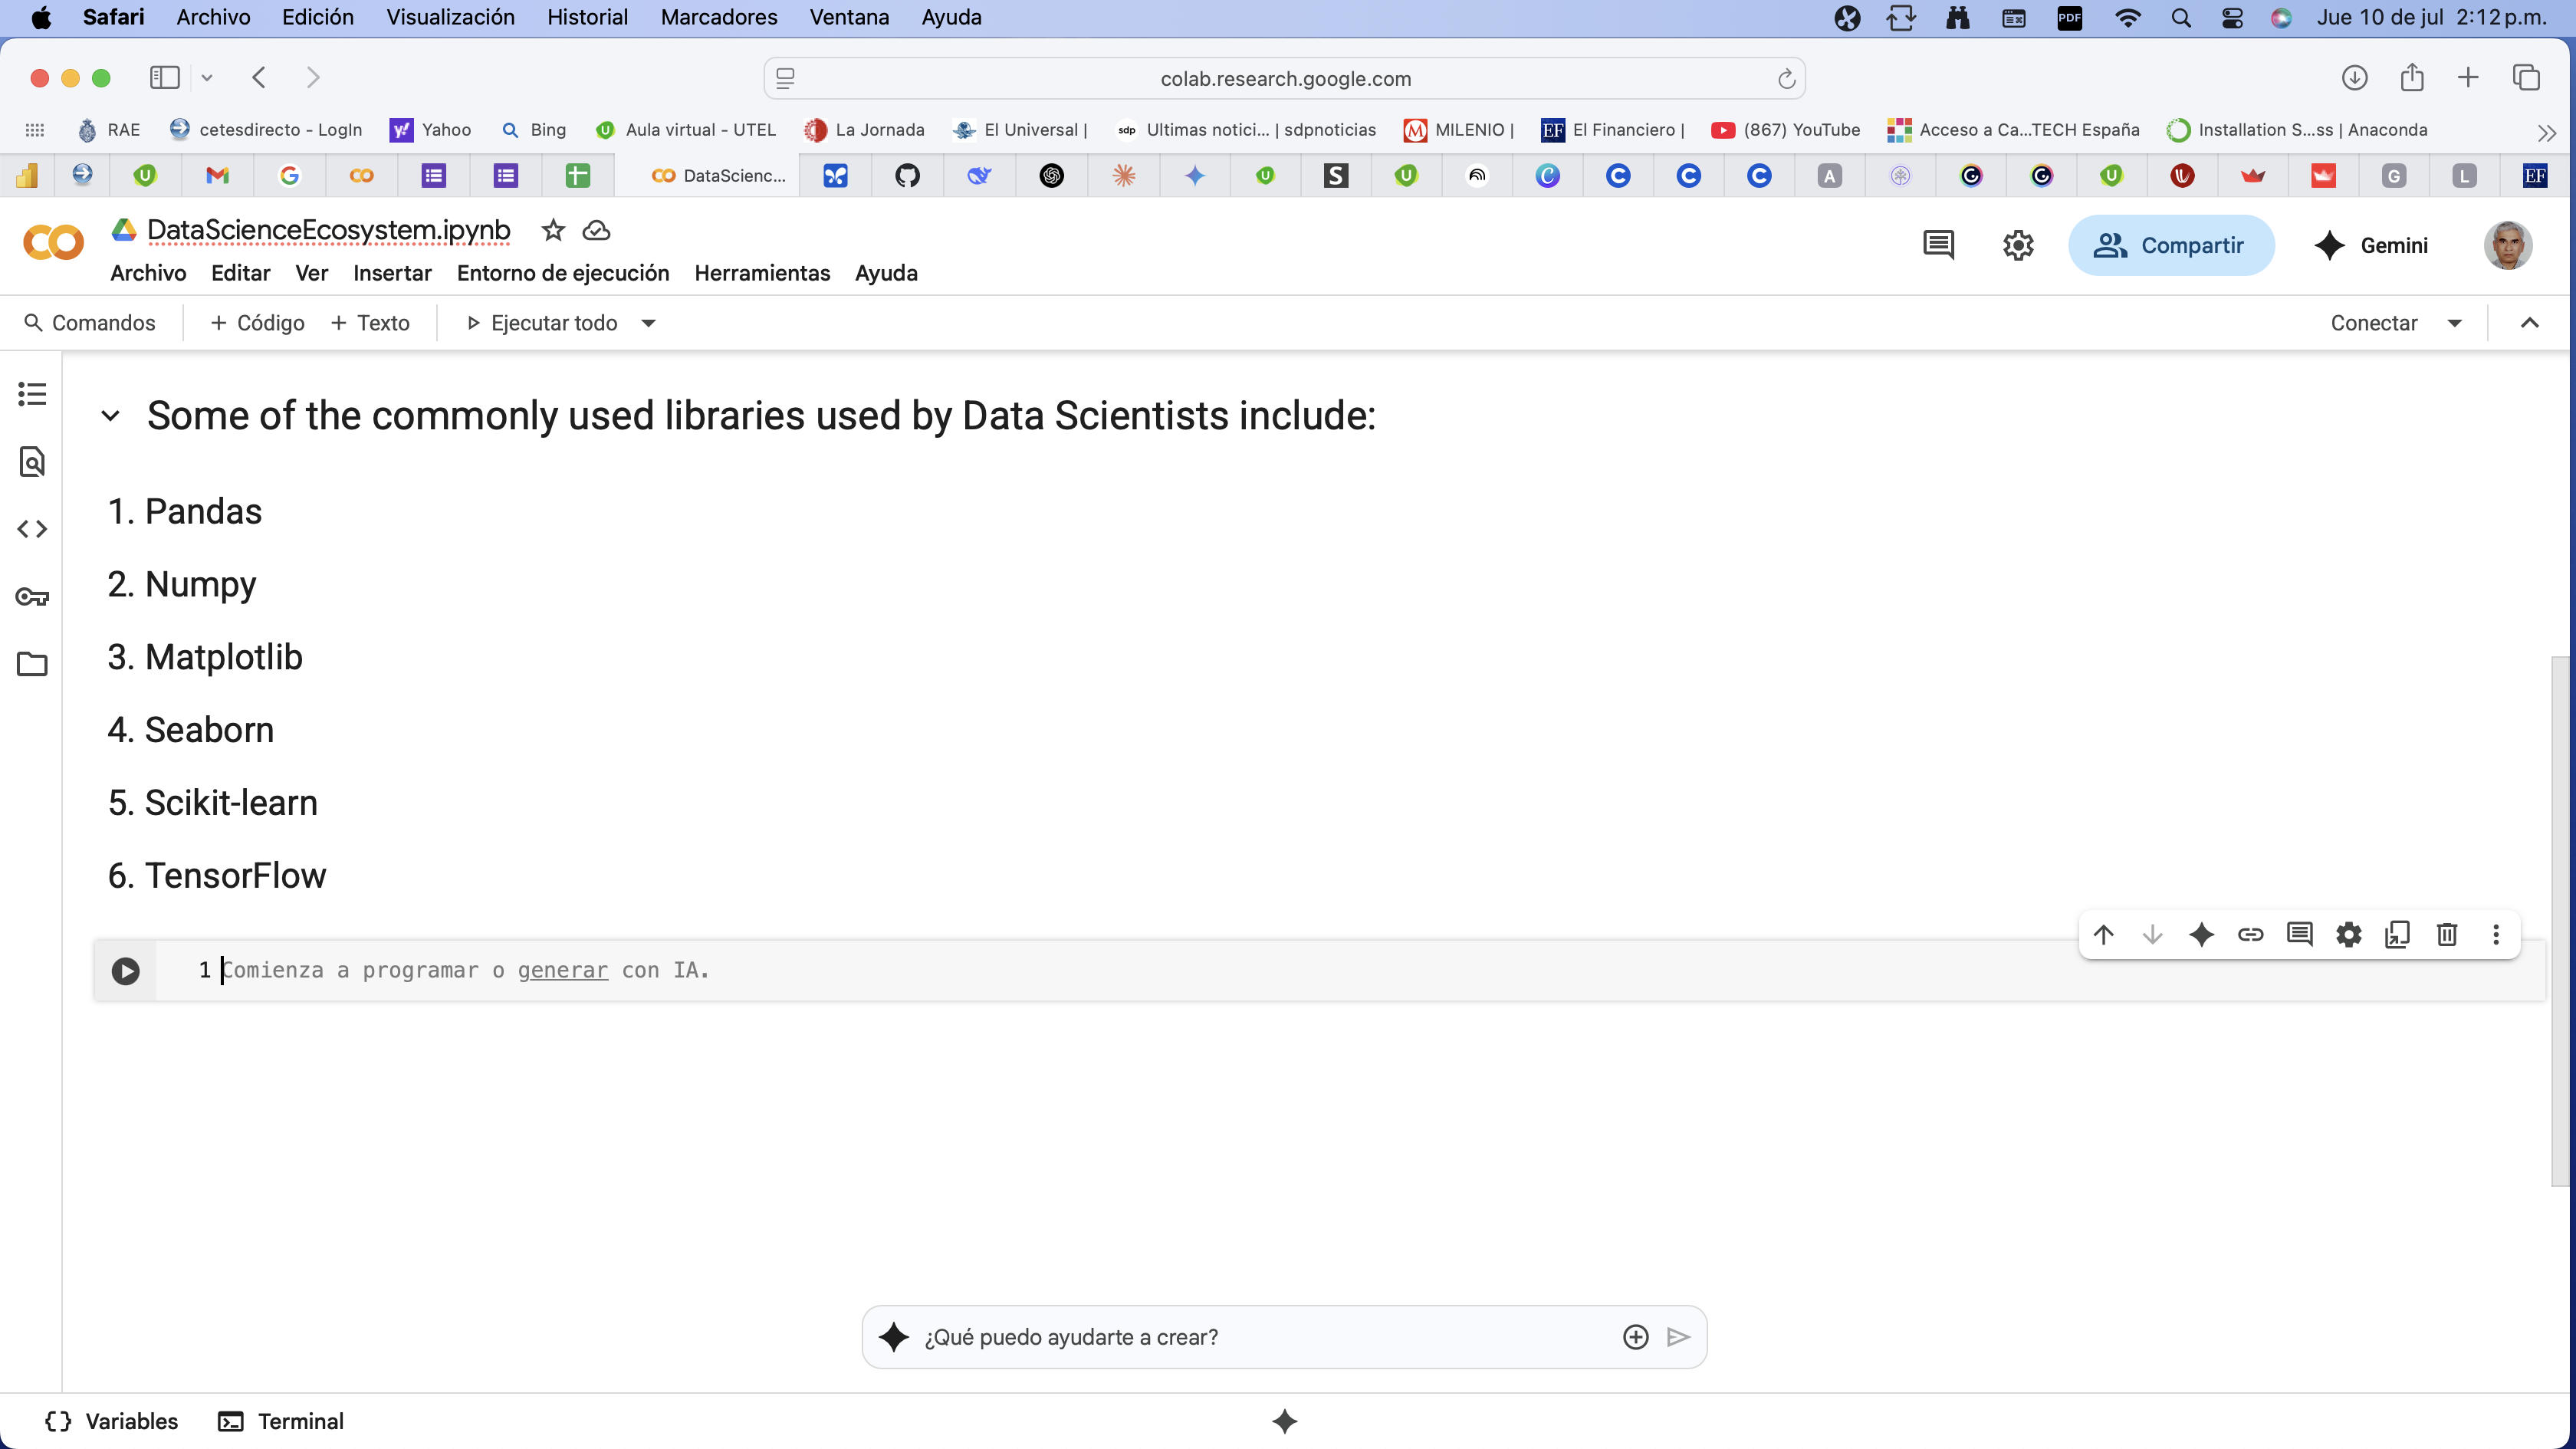 Safari Archivo Edición Visualización Historial Marcadores Ventana Ayuda PDF Jue 10 de jul 2:12 p.m.
colab.research.google.com
RAE cetesdirecto - LogIn Yahoo Bing Aula virtual - UTEL La Jornada El Universal | sdp Ultimas notici... | sdpnoticias MILENIO | EF El Financiero | (867) YouTube Acceso a Ca...TECH España Installation S...ss | Anaconda
DataScienc... S A G L EF
DataScienceEcosystem.ipynb
Archivo Editar Ver Insertar Entorno de ejecución Herramientas Ayuda
Compartir Gemini
Comandos + Código + Texto Ejecutar todo Conectar
Some of the commonly used libraries used by Data Scientists include:
1. Pandas
2. Numpy
3. Matplotlib
4. Seaborn
5. Scikit-learn
6. TensorFlow
1 Comienza a programar o generar con IA.
¿Qué puedo ayudarte a crear?
Variables Terminal